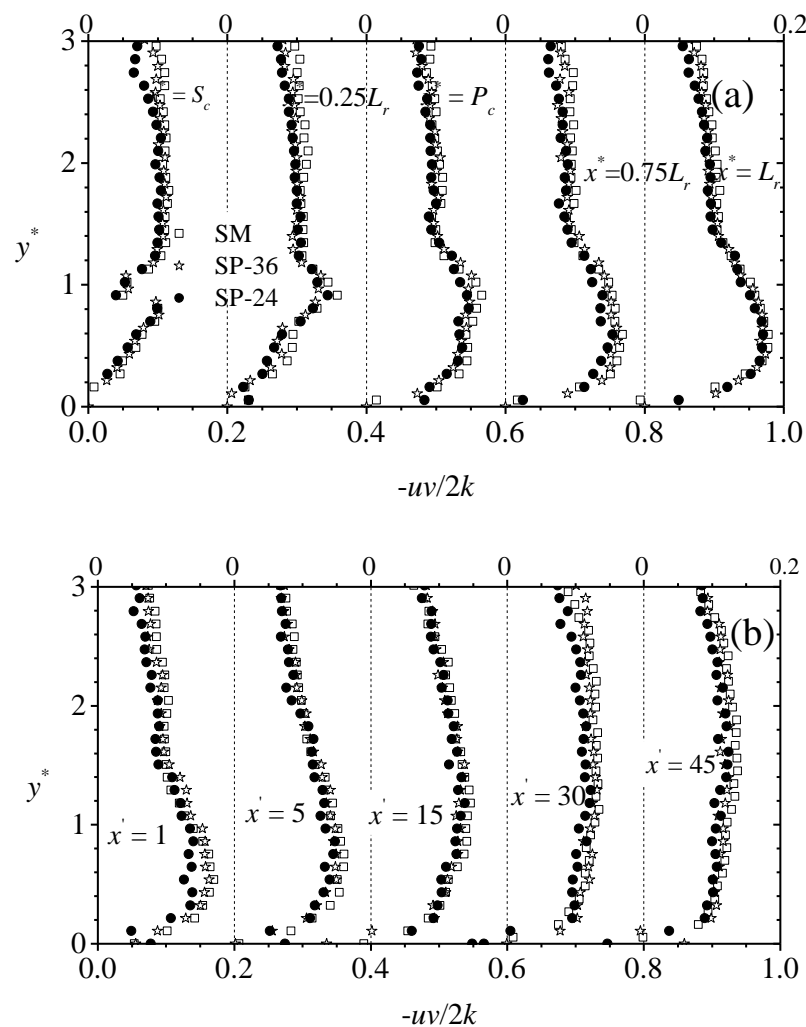 0 0 0 0 0 0.2
3
(a)
= S_c
=0.25L_r
* = P_c
x^*=0.75L_r
x^*= L_r
2
y^*
SM
SP-36
SP-24
1
0
0.0 0.2 0.4 0.6 0.8 1.0
-uv/2k
0 0 0 0 0 0.2
3
(b)
2
y^*
x' = 1
x' = 5
x' = 15
x' = 30
x' = 45
1
0
0.0 0.2 0.4 0.6 0.8 1.0
-uv/2k